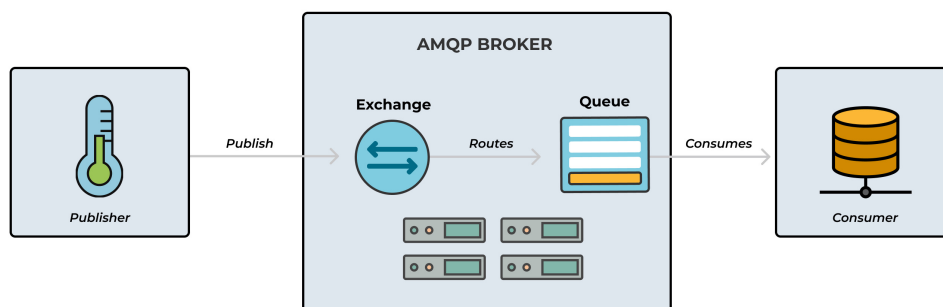 AMQP BROKER
Exchange
Queue
Publish
Routes
Consumes
Publisher
Consumer